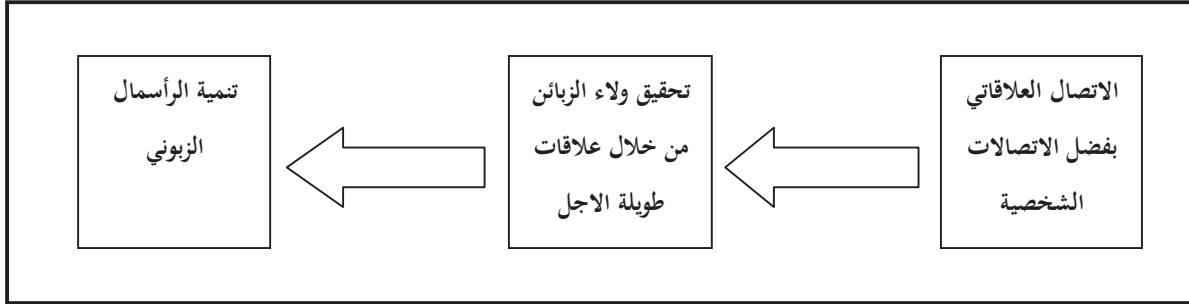 الاتصال العلاقاتي
بفضل الاتصالات
الشخصية
تحقيق ولاء الزبائن
من خلال علاقات
طويلة الاجل
تنمية الرأسمال
الزبوني